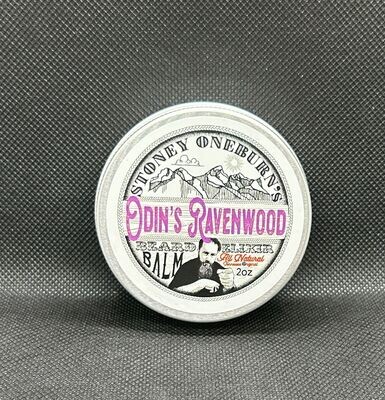 STONEY ONEBURN'S
ODIN'S RAVENWOOD
BEARD ELIXIR
BALM
All Natural
2oz